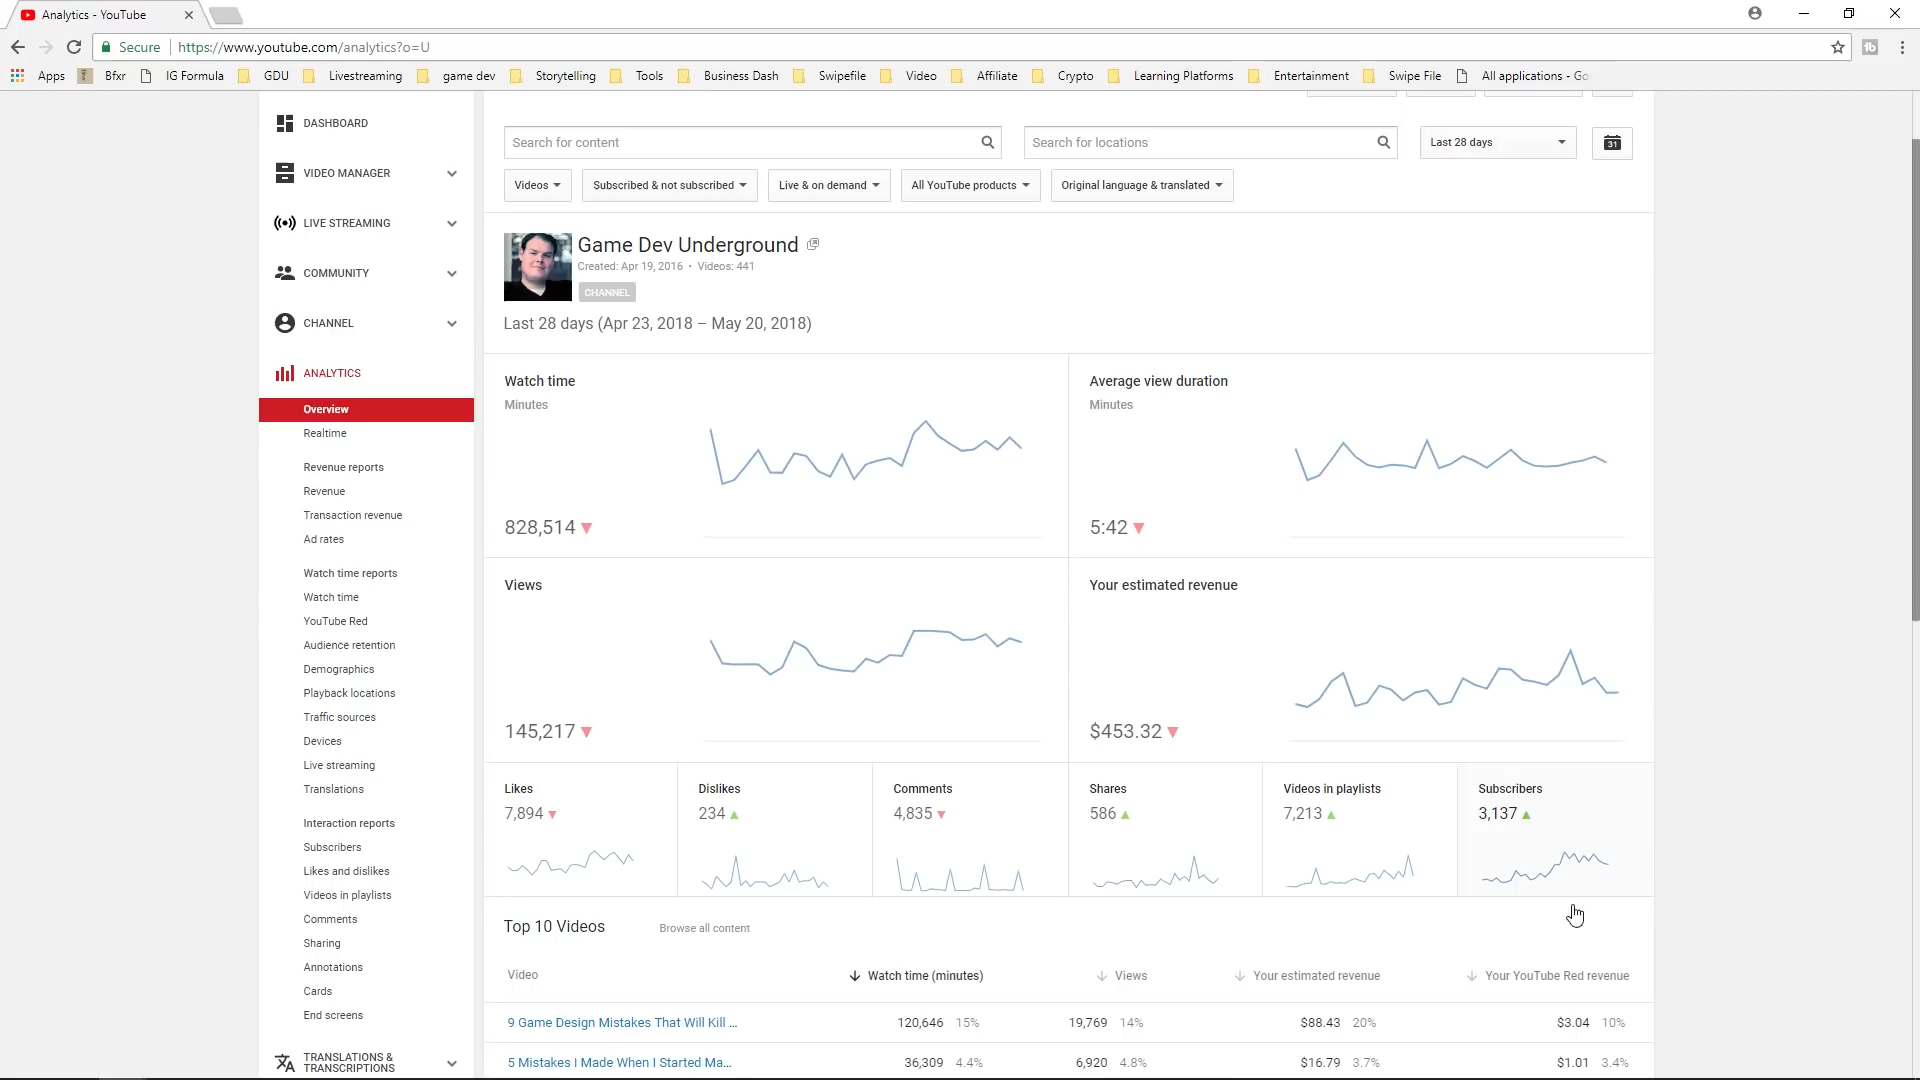 Analytics - YouTube
Secure
https://www.youtube.com/analytics?o=U
Apps
Bfxr
IG Formula
GDU
Livestreaming
game dev
Storytelling
Tools
Business Dash
Swipefile
Video
Affiliate
Crypto
Learning Platforms
Entertainment
Swipe File
All applications - Go
DASHBOARD
VIDEO MANAGER
LIVE STREAMING
COMMUNITY
CHANNEL
ANALYTICS
Overview
Realtime
Revenue reports
Revenue
Transaction revenue
Ad rates
Watch time reports
Watch time
YouTube Red
Audience retention
Demographics
Playback locations
Traffic sources
Devices
Live streaming
Translations
Interaction reports
Subscribers
Likes and dislikes
Videos in playlists
Comments
Sharing
Annotations
Cards
End screens
TRANSLATIONS &
TRANSCRIPTIONS
Search for content
Search for locations
Last 28 days
31
Videos
Subscribed & not subscribed
Live & on demand
All YouTube products
Original language & translated
Game Dev Underground
Created: Apr 19, 2016 • Videos: 441
CHANNEL
Last 28 days (Apr 23, 2018 – May 20, 2018)
Watch time
Minutes
828,514
Average view duration
Minutes
5:42
Views
145,217
Your estimated revenue
$453.32
Likes
7,894
Dislikes
234
Comments
4,835
Shares
586
Videos in playlists
7,213
Subscribers
3,137
Top 10 Videos
Browse all content
Video
Watch time (minutes)
Views
Your estimated revenue
Your YouTube Red revenue
9 Game Design Mistakes That Will Kill ...
120,646 15%
19,769 14%
$88.43 20%
$3.04 10%
5 Mistakes I Made When I Started Ma...
36,309 4.4%
6,920 4.8%
$16.79 3.7%
$1.01 3.4%